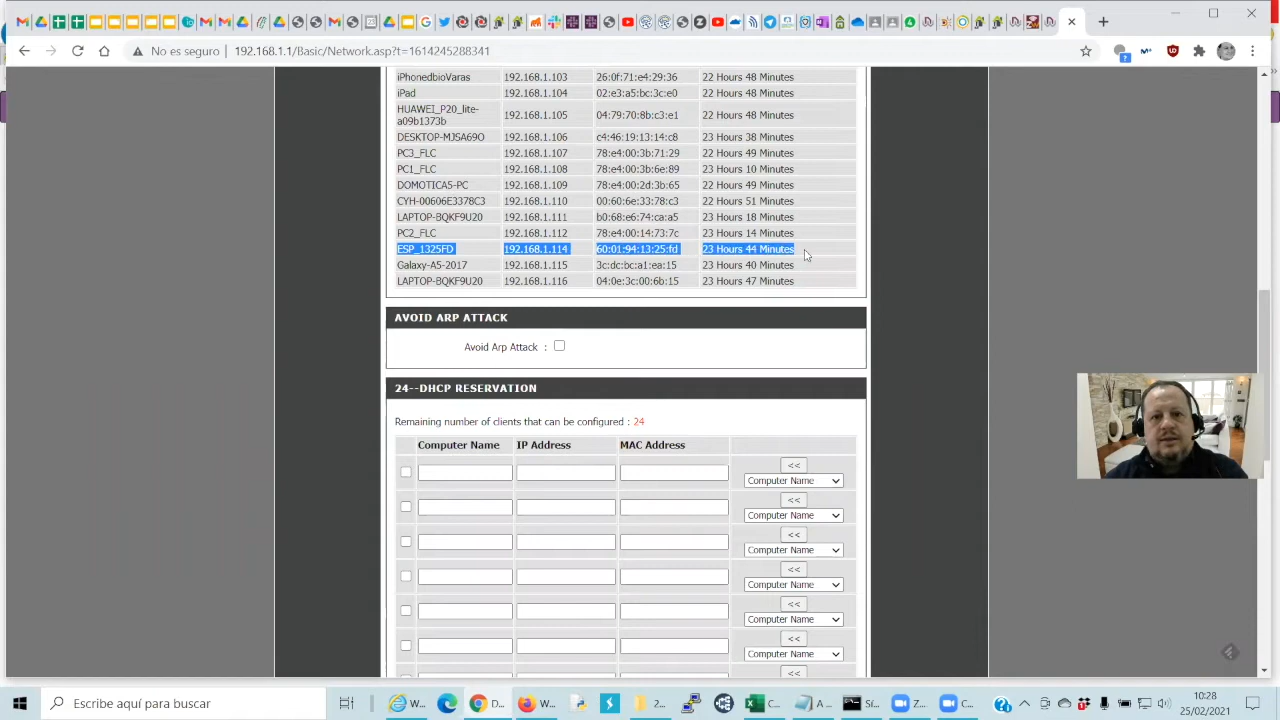 No es seguro | 192.168.1.1/Basic/Network.asp?t=1614245288341
iPhonedbioVaras 192.168.1.103 26:0f:71:e4:29:36 22 Hours 48 Minutes
iPad 192.168.1.104 02:e3:a5:bc:3c:e0 22 Hours 48 Minutes
HUAWEI_P20_lite-
a09b1373b 192.168.1.105 04:79:70:8b:c3:e1 22 Hours 48 Minutes
DESKTOP-MJSA69O 192.168.1.106 c4:46:19:13:14:c8 23 Hours 38 Minutes
PC3_FLC 192.168.1.107 78:e4:00:3b:71:29 22 Hours 49 Minutes
PC1_FLC 192.168.1.108 78:e4:00:3b:6e:89 23 Hours 10 Minutes
DOMOTICA5-PC 192.168.1.109 78:e4:00:2d:3b:65 22 Hours 49 Minutes
CYH-00606E3378C3 192.168.1.110 00:60:6e:33:78:c3 22 Hours 51 Minutes
LAPTOP-BQKF9U20 192.168.1.111 b0:68:e6:74:ca:a5 23 Hours 18 Minutes
PC2_FLC 192.168.1.112 78:e4:00:14:73:7c 23 Hours 14 Minutes
ESP_1325FD 192.168.1.114 60:01:94:13:25:fd 23 Hours 44 Minutes
Galaxy-A5-2017 192.168.1.115 3c:dc:bc:a1:ea:15 23 Hours 40 Minutes
LAPTOP-BQKF9U20 192.168.1.116 04:0e:3c:00:6b:15 23 Hours 47 Minutes
AVOID ARP ATTACK
Avoid Arp Attack :
24--DHCP RESERVATION
Remaining number of clients that can be configured : 24
Computer Name IP Address MAC Address
<<
Computer Name
<<
Computer Name
<<
Computer Name
<<
Computer Name
<<
Computer Name
<<
Computer Name
<<
Escribe aquí para buscar
W...
D...
W...
2...
C...
A...
Sí...
Z...
C...
10:28
25/02/2021